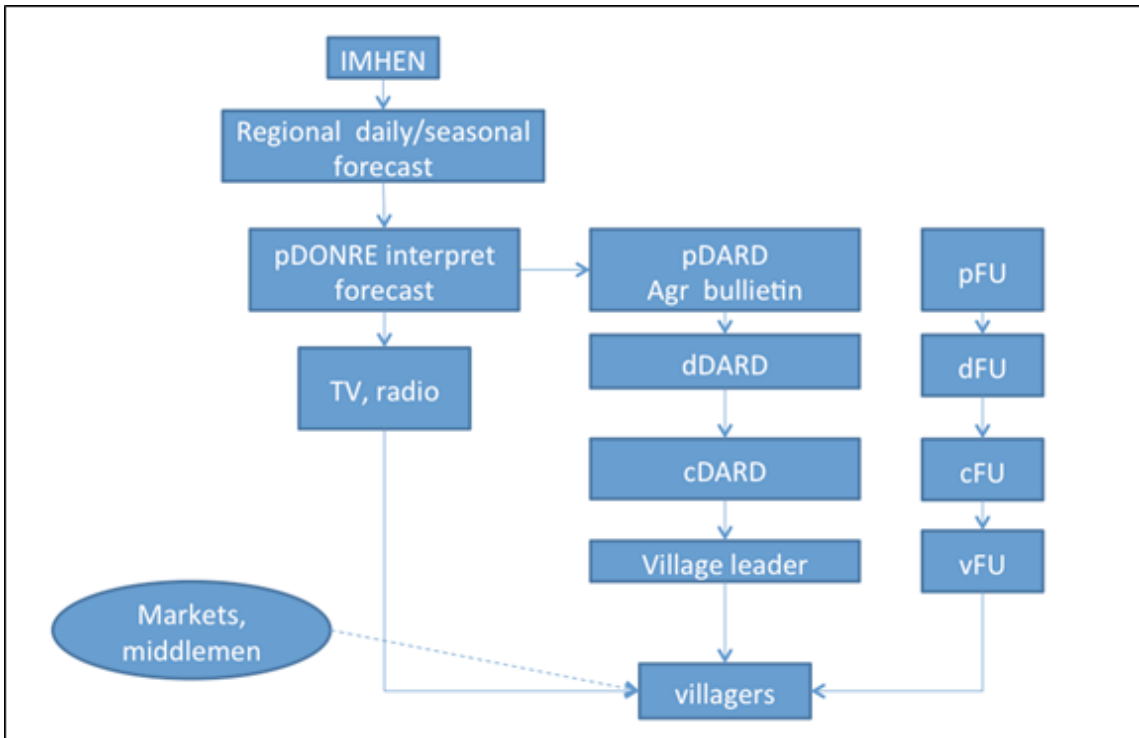 IMHEN
Regional daily/seasonal
forecast
pDONRE interpret
forecast
pDARD
Agr bullietin
pFU
TV, radio
dDARD
dFU
cDARD
cFU
Village leader
vFU
Markets,
middlemen
villagers